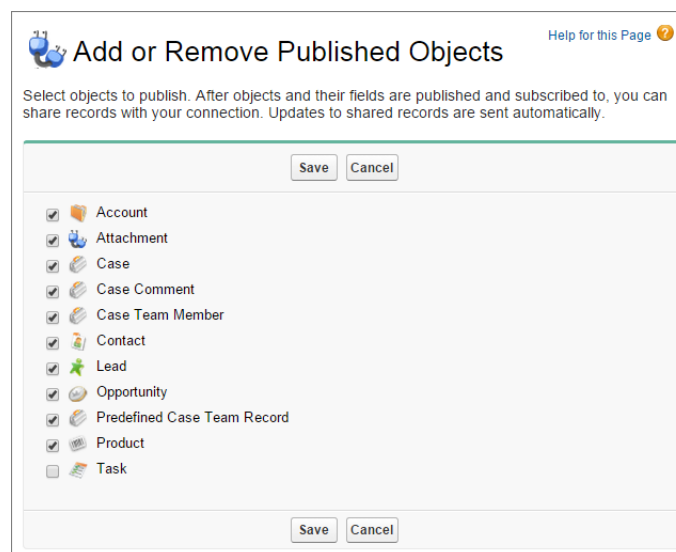 Help for this Page
Add or Remove Published Objects
Select objects to publish. After objects and their fields are published and subscribed to, you can
share records with your connection. Updates to shared records are sent automatically.
Save Cancel
Account
Attachment
Case
Case Comment
Case Team Member
Contact
Lead
Opportunity
Predefined Case Team Record
Product
Task
Save Cancel